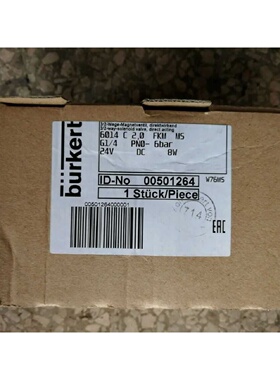 bürkert
3/2-Wege-Magnetventil, direktwirkend
3/2-way-solenoid valve, direct acting
6014 C 2,0 FKM MS
G1/4 PN0- 6bar
24V DC 8W
ID-No 00501264
W76MS
1 Stück/Piece
00501264000001
EAC